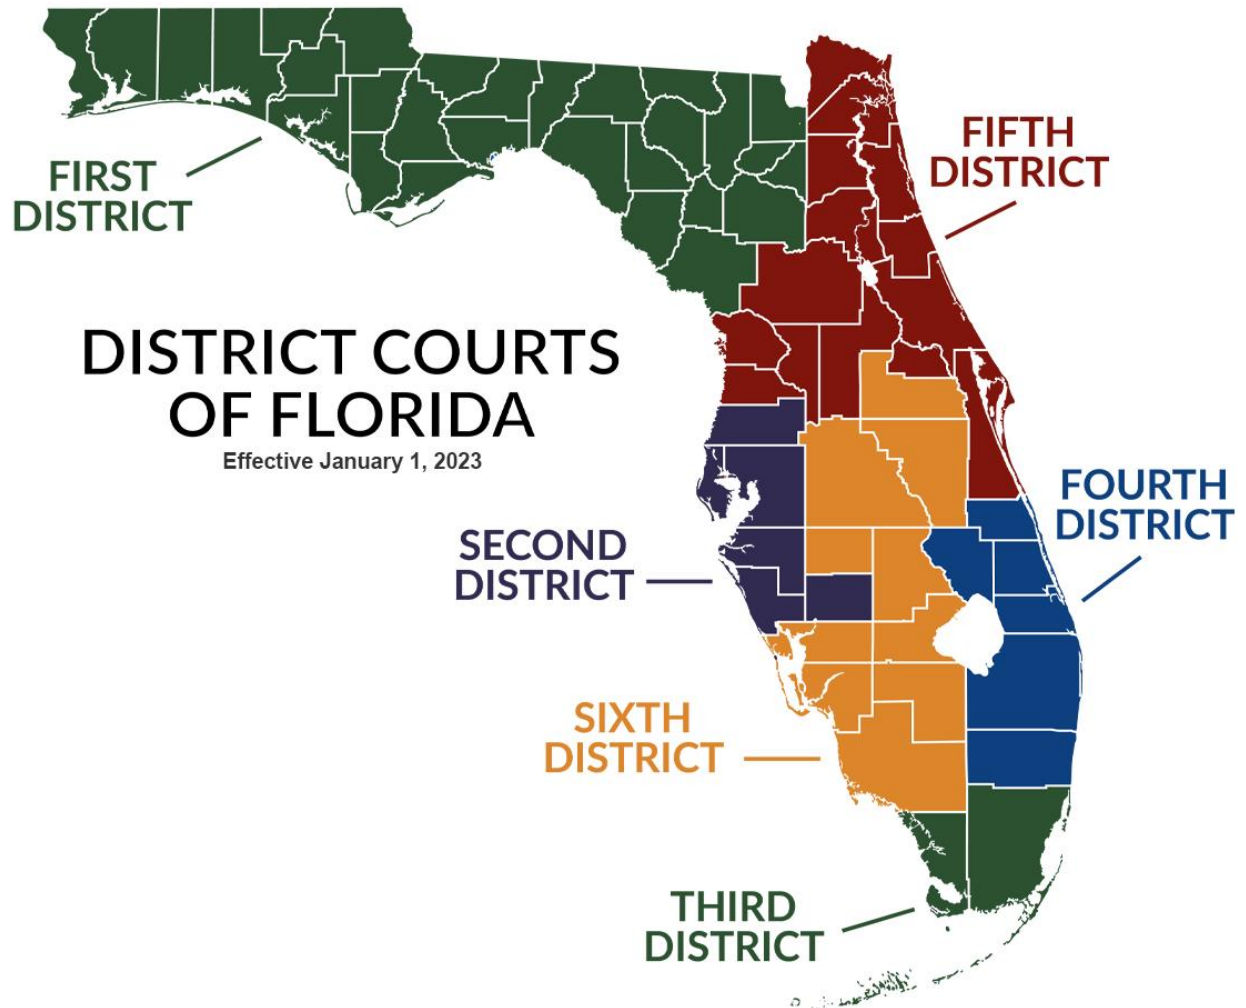 FIRST
DISTRICT
FIFTH
DISTRICT
DISTRICT COURTS
OF FLORIDA
Effective January 1, 2023
FOURTH
DISTRICT
SECOND
DISTRICT
SIXTH
DISTRICT
THIRD
DISTRICT